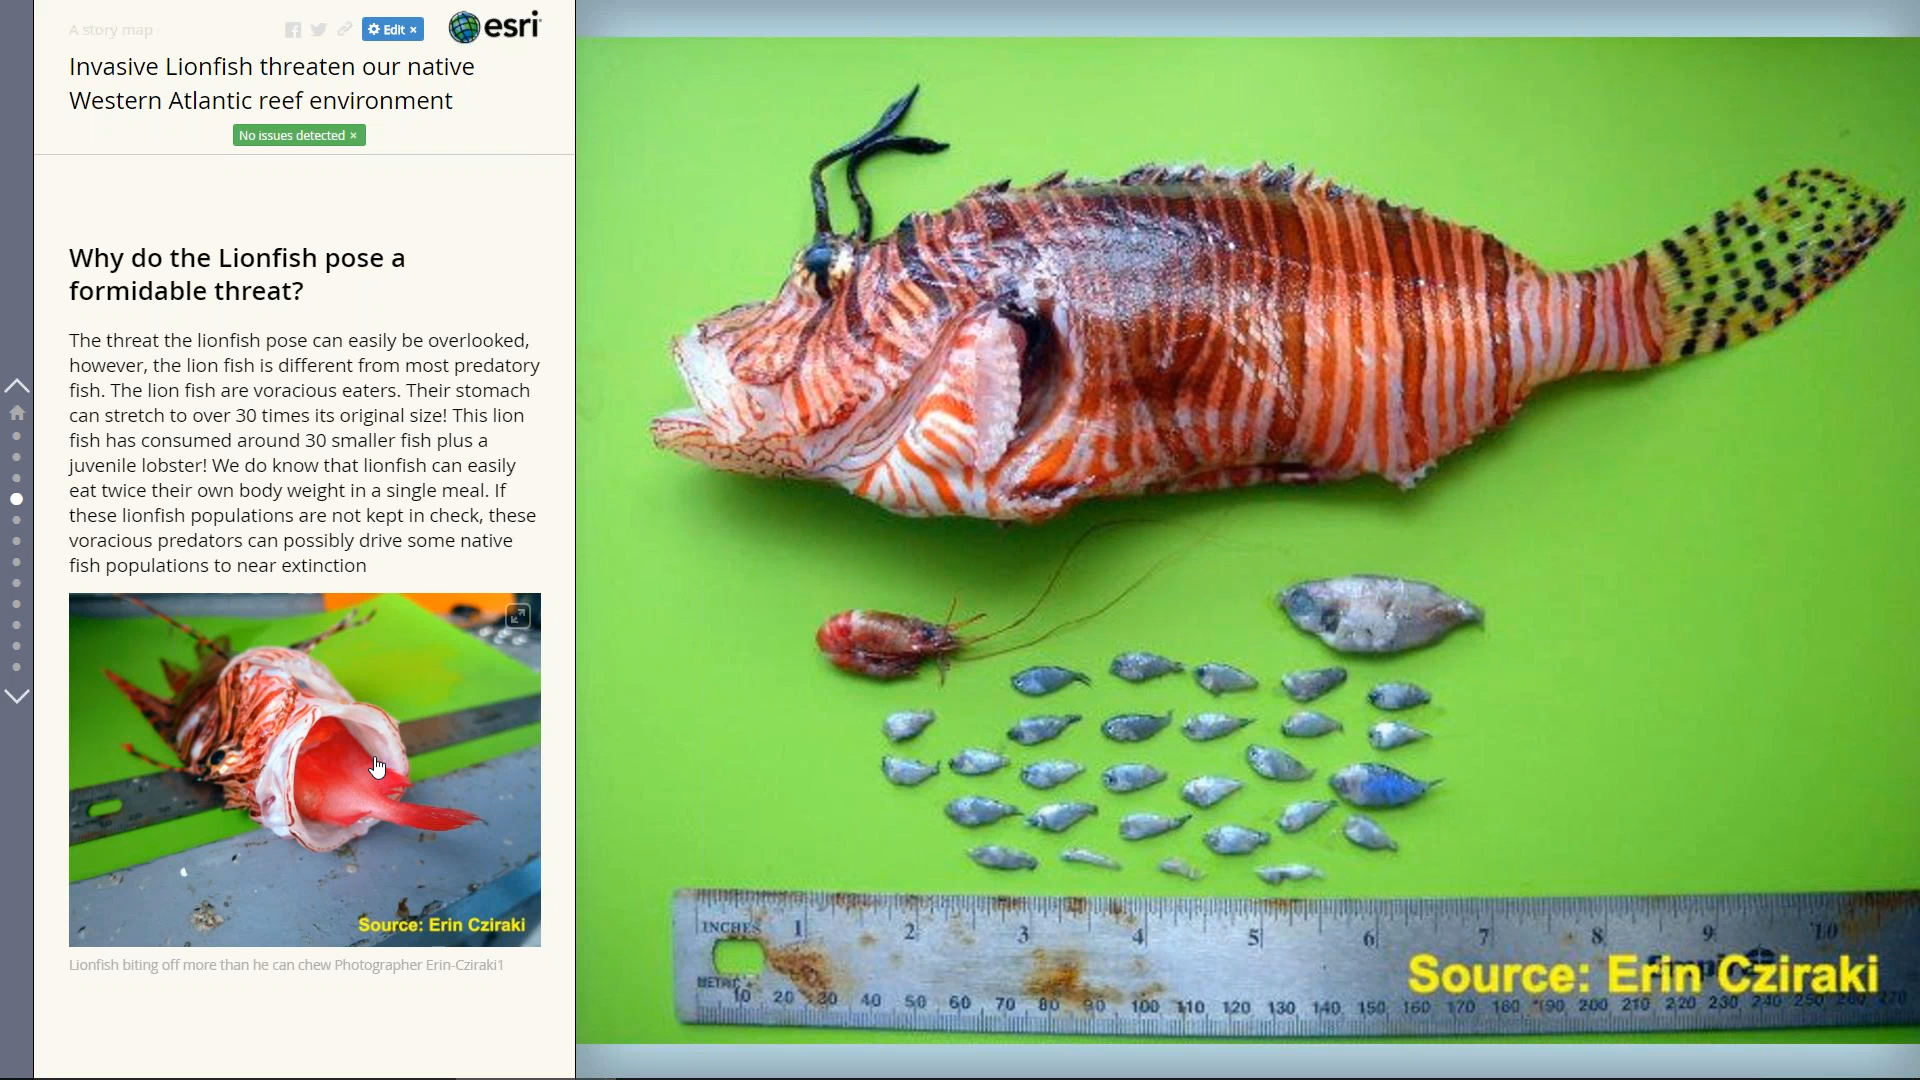 A story map
Edit ×
esri
Invasive Lionfish threaten our native
Western Atlantic reef environment
No issues detected ×
Why do the Lionfish pose a
formidable threat?
The threat the lionfish pose can easily be overlooked,
however, the lion fish is different from most predatory
fish. The lion fish are voracious eaters. Their stomach
can stretch to over 30 times its original size! This lion
fish has consumed around 30 smaller fish plus a
juvenile lobster! We do know that lionfish can easily
eat twice their own body weight in a single meal. If
these lionfish populations are not kept in check, these
voracious predators can possibly drive some native
fish populations to near extinction
Source: Erin Cziraki
Lionfish biting off more than he can chew Photographer Erin-Cziraki1
INCHES 1 2 3 4 5 6 7 8 9 10
Source: Erin Cziraki
METRIC 10 20 30 40 50 60 70 80 90 100 110 120 130 140 150 160 170 180 190 200 210 220 230 240 250 260 270